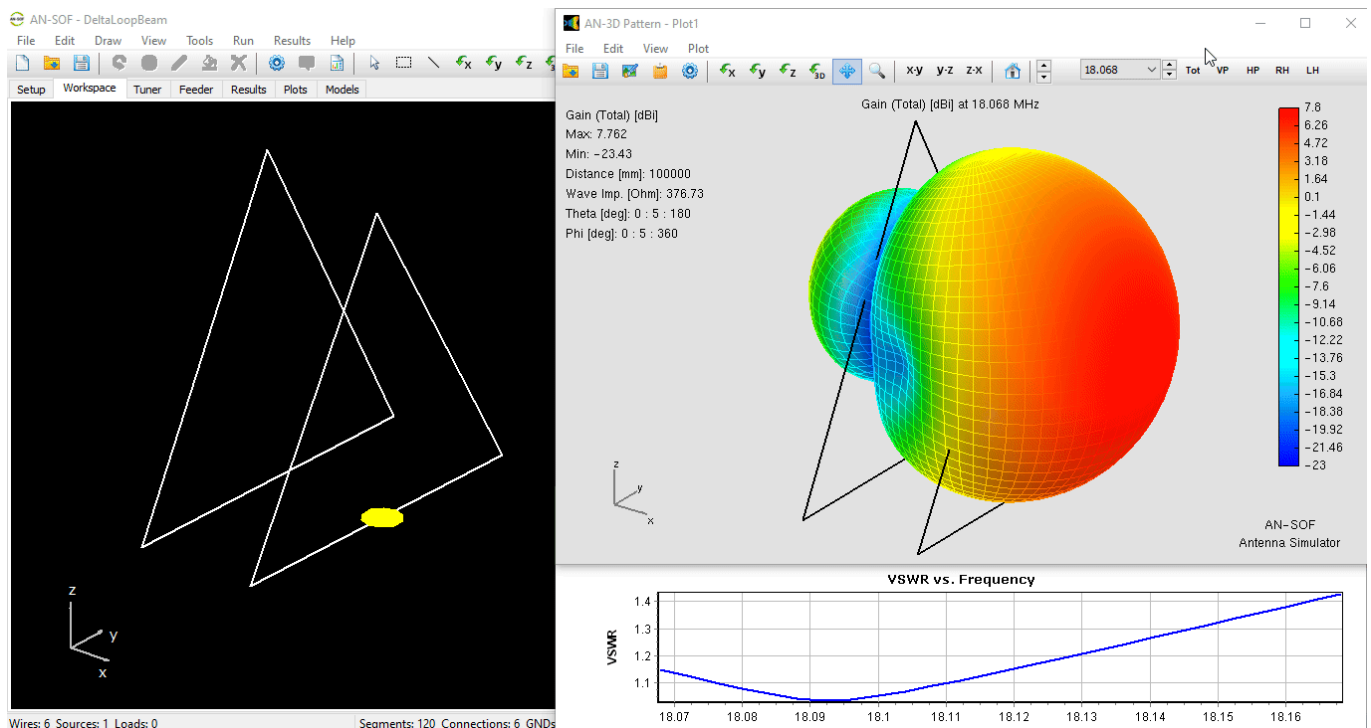 AN-SOF - DeltaLoopBeam
File Edit Draw View Tools Run Results Help
x y z
Setup Workspace Tuner Feeder Results Plots Models
z
y
x
Wires: 6 Sources: 1 Loads: 0 Segments: 120 Connections: 6 GNDs
AN-3D Pattern - Plot1
File Edit View Plot
x y z 3D x-y y-z z-x 18.068 Tot VP HP RH LH
Gain (Total) [dBi] at 18.068 MHz
Gain (Total) [dBi]
Max: 7.762
Min: -23.43
Distance [mm]: 100000
Wave Imp. [Ohm]: 376.73
Theta [deg]: 0 : 5 : 180
Phi [deg]: 0 : 5 : 360
7.8
6.26
4.72
3.18
1.64
0.1
-1.44
-2.98
-4.52
-6.06
-7.6
-9.14
-10.68
-12.22
-13.76
-15.3
-16.84
-18.38
-19.92
-21.46
-23
z
y
x
AN-SOF
Antenna Simulator
VSWR vs. Frequency
VSWR
1.4
1.3
1.2
1.1
18.07 18.08 18.09 18.1 18.11 18.12 18.13 18.14 18.15 18.16